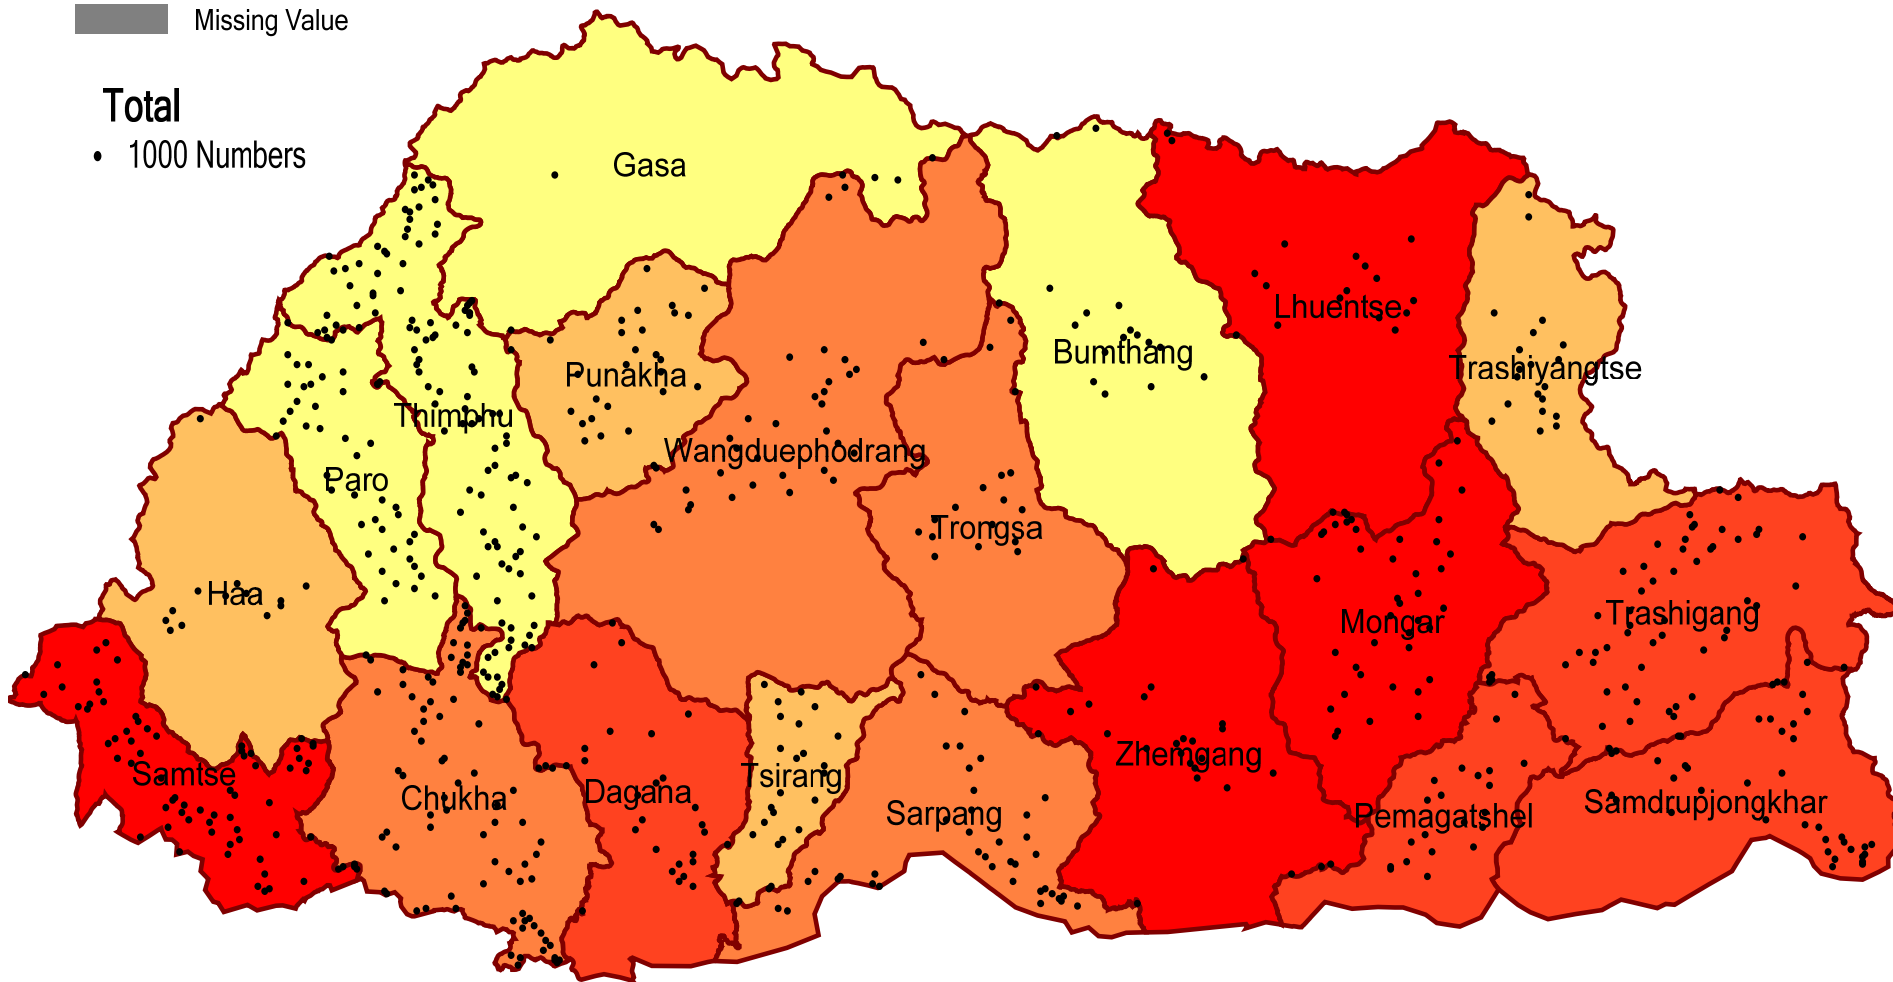 Missing Value
Total
1000 Numbers
Gasa
Lhuentse
Bumthang
Trashiyangtse
Punakha
Thimphu
Wangduephodrang
Paro
Trongsa
Haa
Trashigang
Mongar
Zhemgang
Samtse
Tsirang
Dagana
Chukha
Samdrupjongkhar
Sarpang
Pemagatshel